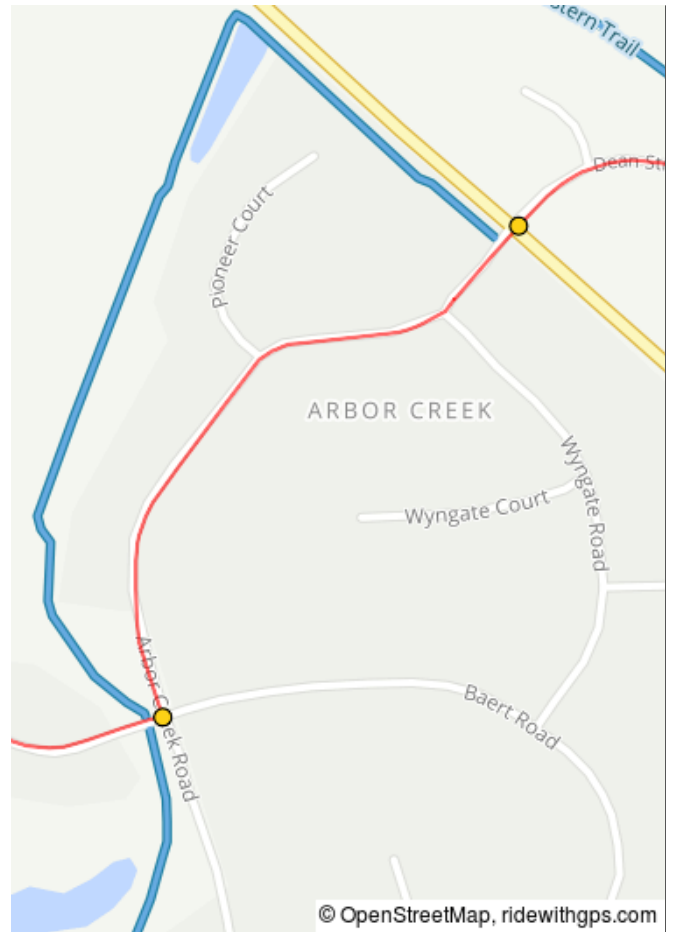 stern Trail
Dean St
Pioneer Court
ARBOR CREEK
Wyngate Road
Wyngate Court
Arbor Creek Road
Baert Road
© OpenStreetMap, ridewithgps.com